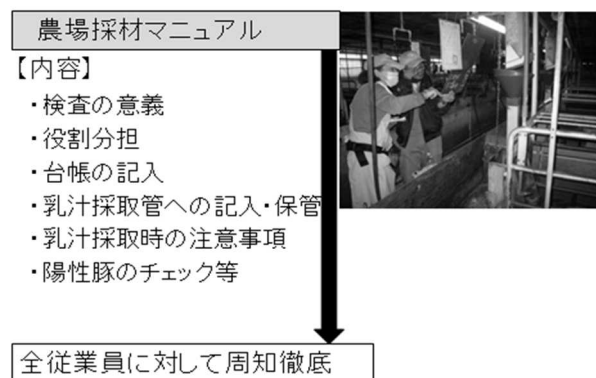 農場採材マニュアル
【内容】
・検査の意義
・役割分担
・台帳の記入
・乳汁採取管への記入・保管
・乳汁採取時の注意事項
・陽性豚のチェック等
全従業員に対して周知徹底